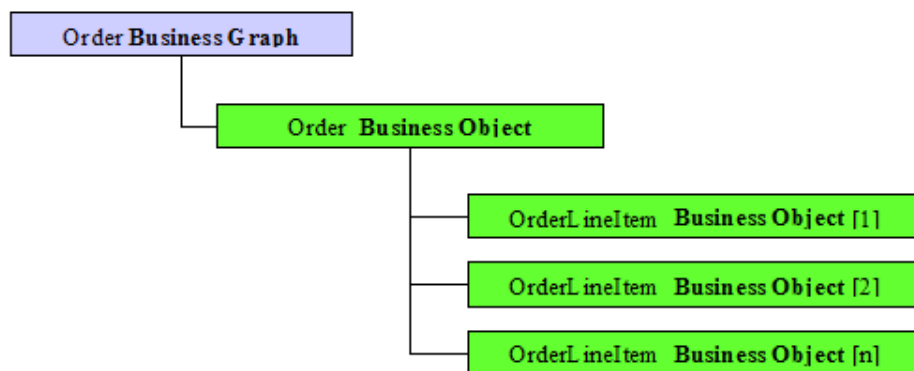 Order Business Graph
Order Business Object
OrderLineItem Business Object [1]
OrderLineItem Business Object [2]
OrderLineItem Business Object [n]